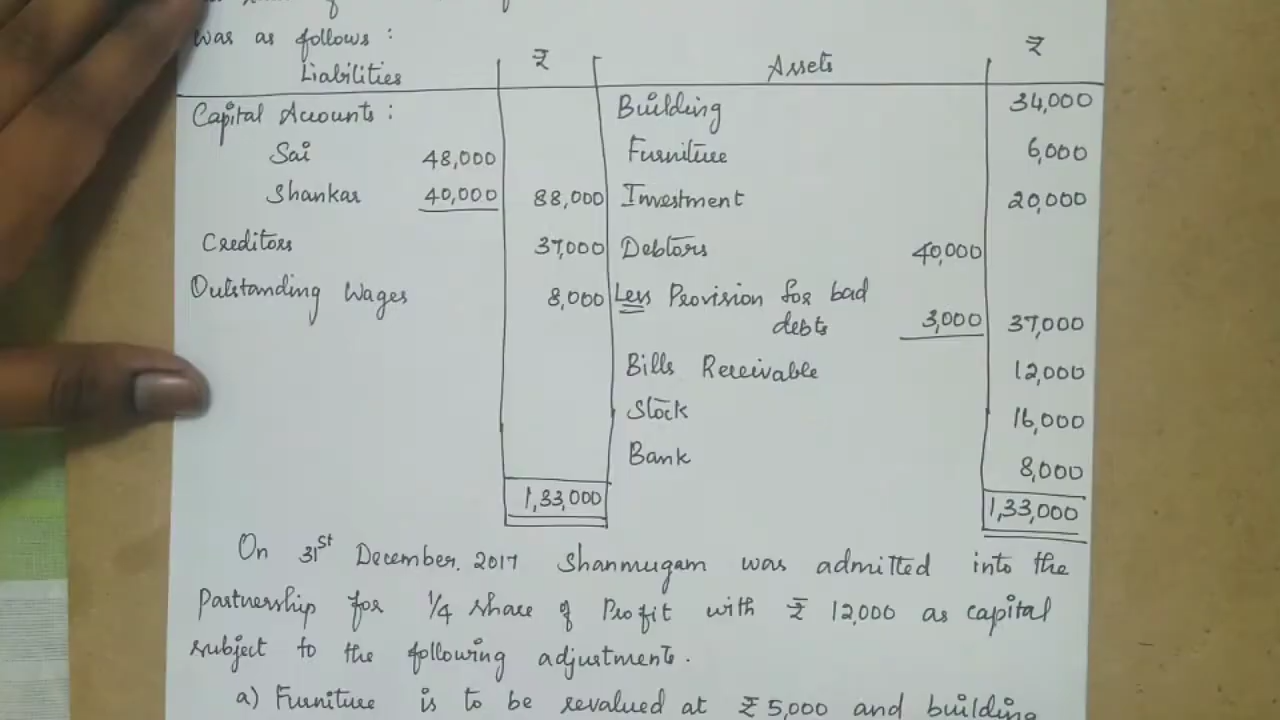 was as follows :
Liabilities ₹ Assets ₹
Capital Accounts : Building 34,000
Sai 48,000 Furniture 6,000
Shankar 40,000 88,000 Investment 20,000
Creditors 37,000 Debtors 40,000
Outstanding Wages 8,000 Less Provision for bad
debts 3,000 37,000
Bills Receivable 12,000
Stock 16,000
Bank 8,000
1,33,000 1,33,000
On 31st December. 2017 Shanmugam was admitted into the
Partnership for 1/4 share of Profit with ₹ 12,000 as capital
subject to the following adjustments.
a) Furniture is to be revalued at ₹ 5,000 and building